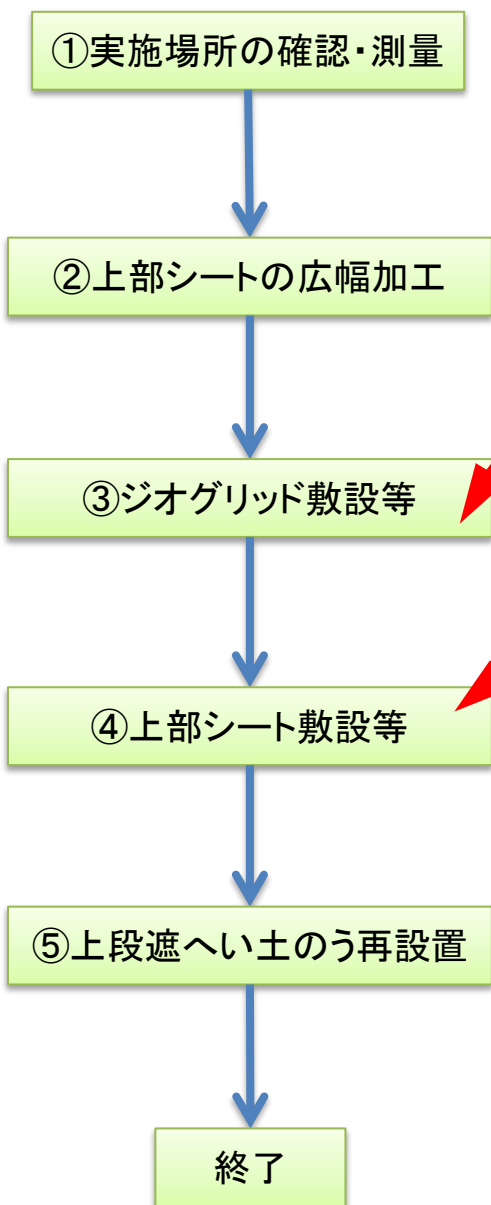 ①実施場所の確認・測量
②上部シートの広幅加工
③ジオグリッド敷設等
④上部シート敷設等
⑤上段遮へい土のう再設置
終了